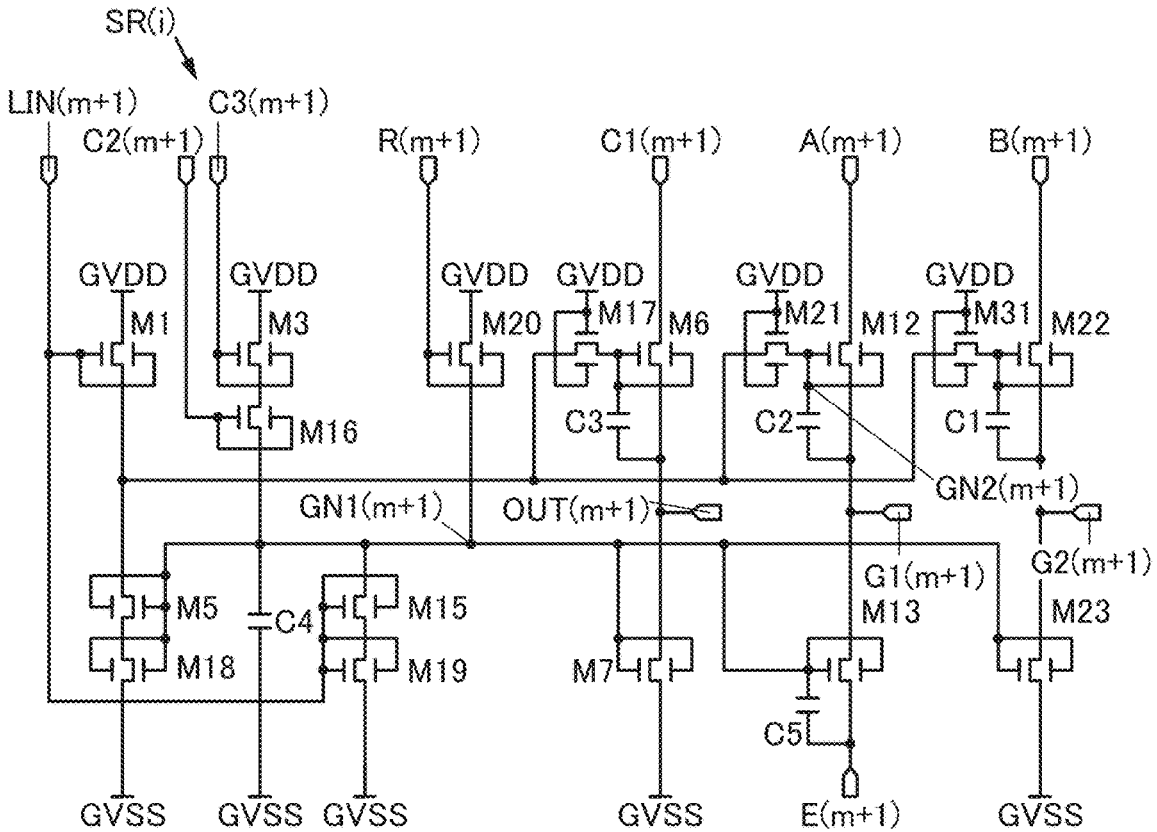 SR(i)
LIN(m+1) C3(m+1)
C2(m+1) R(m+1) C1(m+1) A(m+1) B(m+1)
GVDD GVDD GVDD GVDD GVDD GVDD
M1 M3 M20 M17 M6 M21 M12 M31 M22
M16 C3 C2 C1
GN1(m+1) OUT(m+1) GN2(m+1)
G1(m+1) G2(m+1)
M5 C4 M15 M13 M23
M18 M19 M7
C5
GVSS GVSS GVSS GVSS E(m+1) GVSS